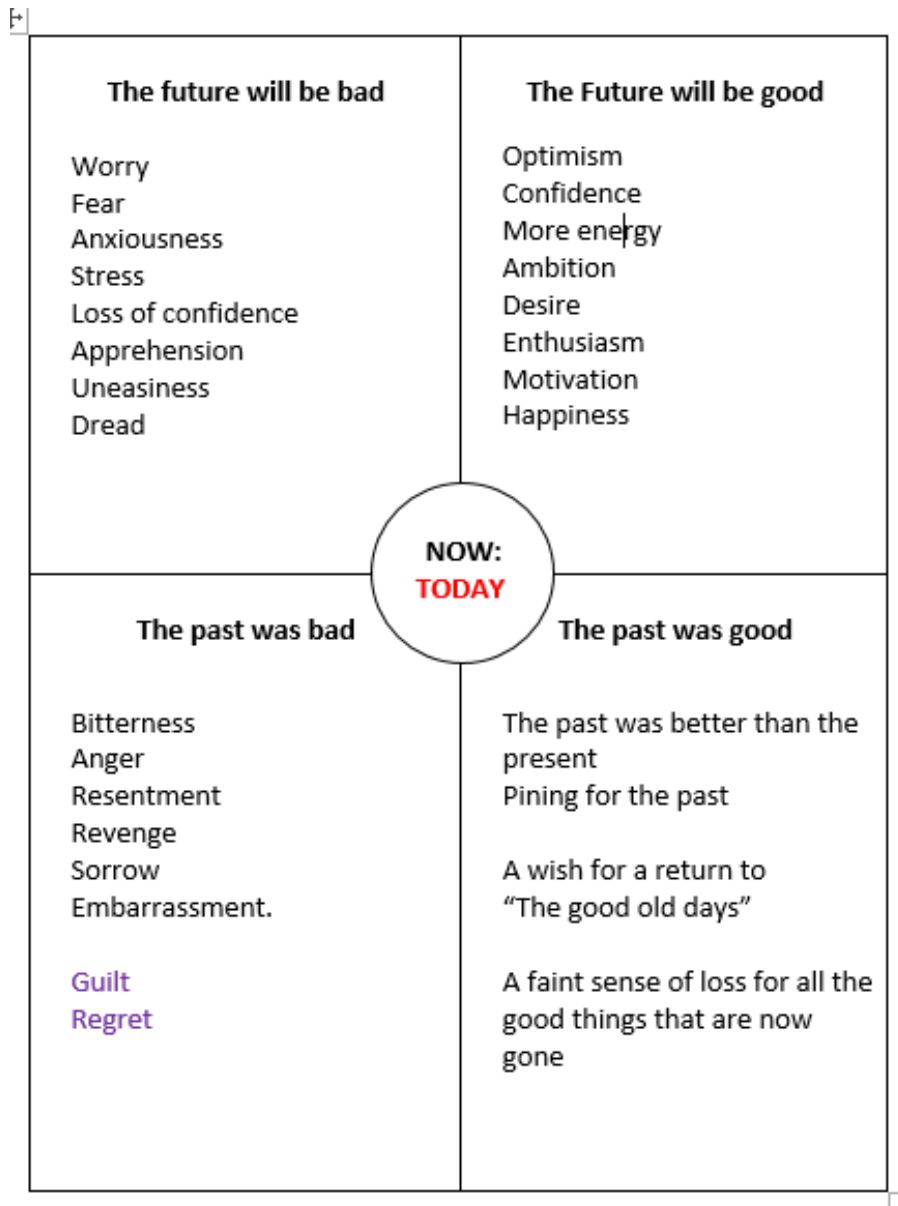 The future will be bad
Worry
Fear
Anxiousness
Stress
Loss of confidence
Apprehension
Uneasiness
Dread
The Future will be good
Optimism
Confidence
More energy
Ambition
Desire
Enthusiasm
Motivation
Happiness
NOW:
TODAY
The past was bad
Bitterness
Anger
Resentment
Revenge
Sorrow
Embarrassment.
Guilt
Regret
The past was good
The past was better than the
present
Pining for the past
A wish for a return to
“The good old days”
A faint sense of loss for all the
good things that are now
gone